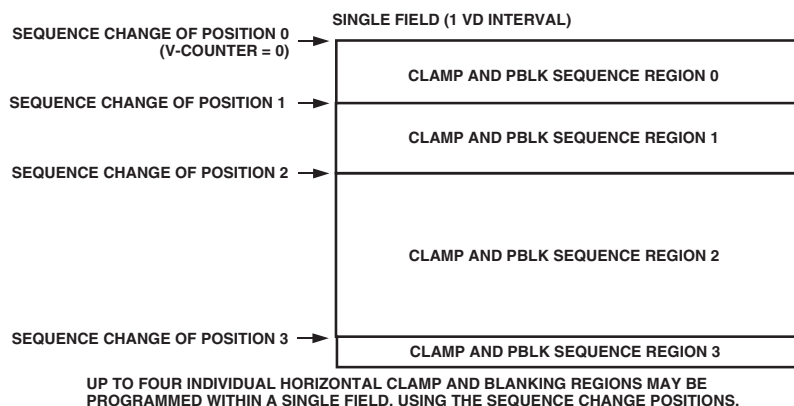 SINGLE FIELD (1 VD INTERVAL)
SEQUENCE CHANGE OF POSITION 0
(V-COUNTER = 0)
CLAMP AND PBLK SEQUENCE REGION 0
SEQUENCE CHANGE OF POSITION 1
CLAMP AND PBLK SEQUENCE REGION 1
SEQUENCE CHANGE OF POSITION 2
CLAMP AND PBLK SEQUENCE REGION 2
SEQUENCE CHANGE OF POSITION 3
CLAMP AND PBLK SEQUENCE REGION 3
UP TO FOUR INDIVIDUAL HORIZONTAL CLAMP AND BLANKING REGIONS MAY BE
PROGRAMMED WITHIN A SINGLE FIELD, USING THE SEQUENCE CHANGE POSITIONS.